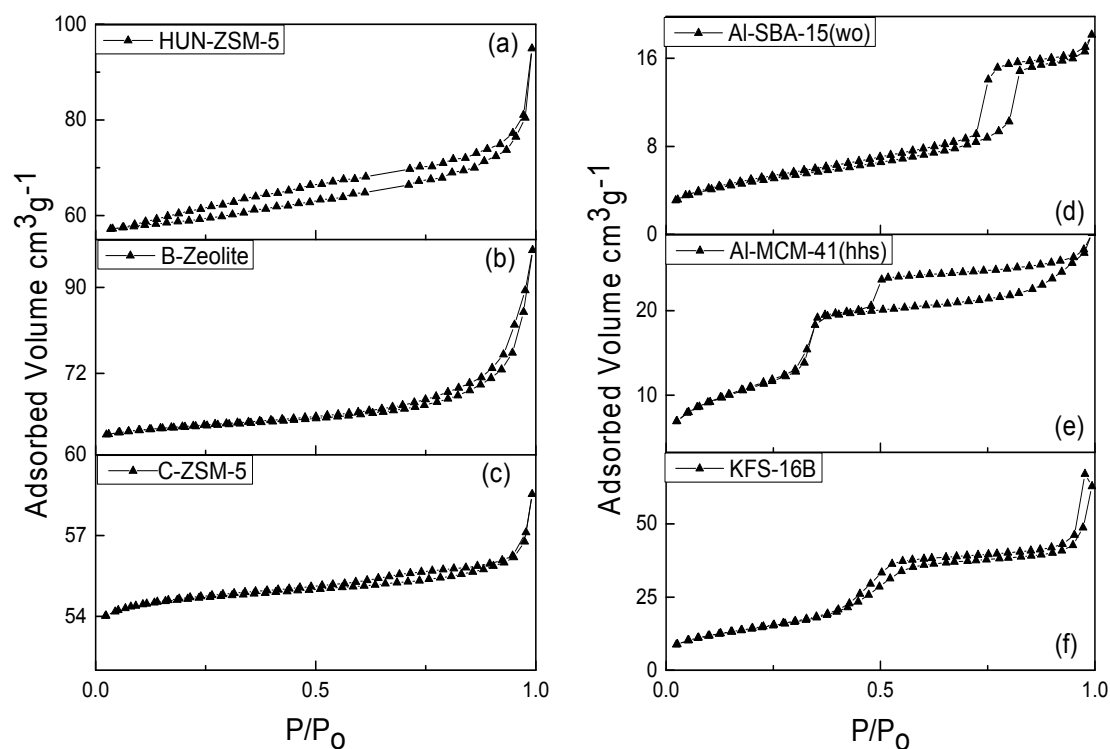 Adsorbed Volume cm³g⁻¹
100
80
60
HUN-ZSM-5
(a)
90
72
60
B-Zeolite
(b)
57
54
C-ZSM-5
(c)
0.0
0.5
1.0
P/Po
Adsorbed Volume cm³g⁻¹
16
8
0
Al-SBA-15(wo)
(d)
20
10
Al-MCM-41(hhs)
(e)
50
25
0
KFS-16B
(f)
0.0
0.5
1.0
P/Po